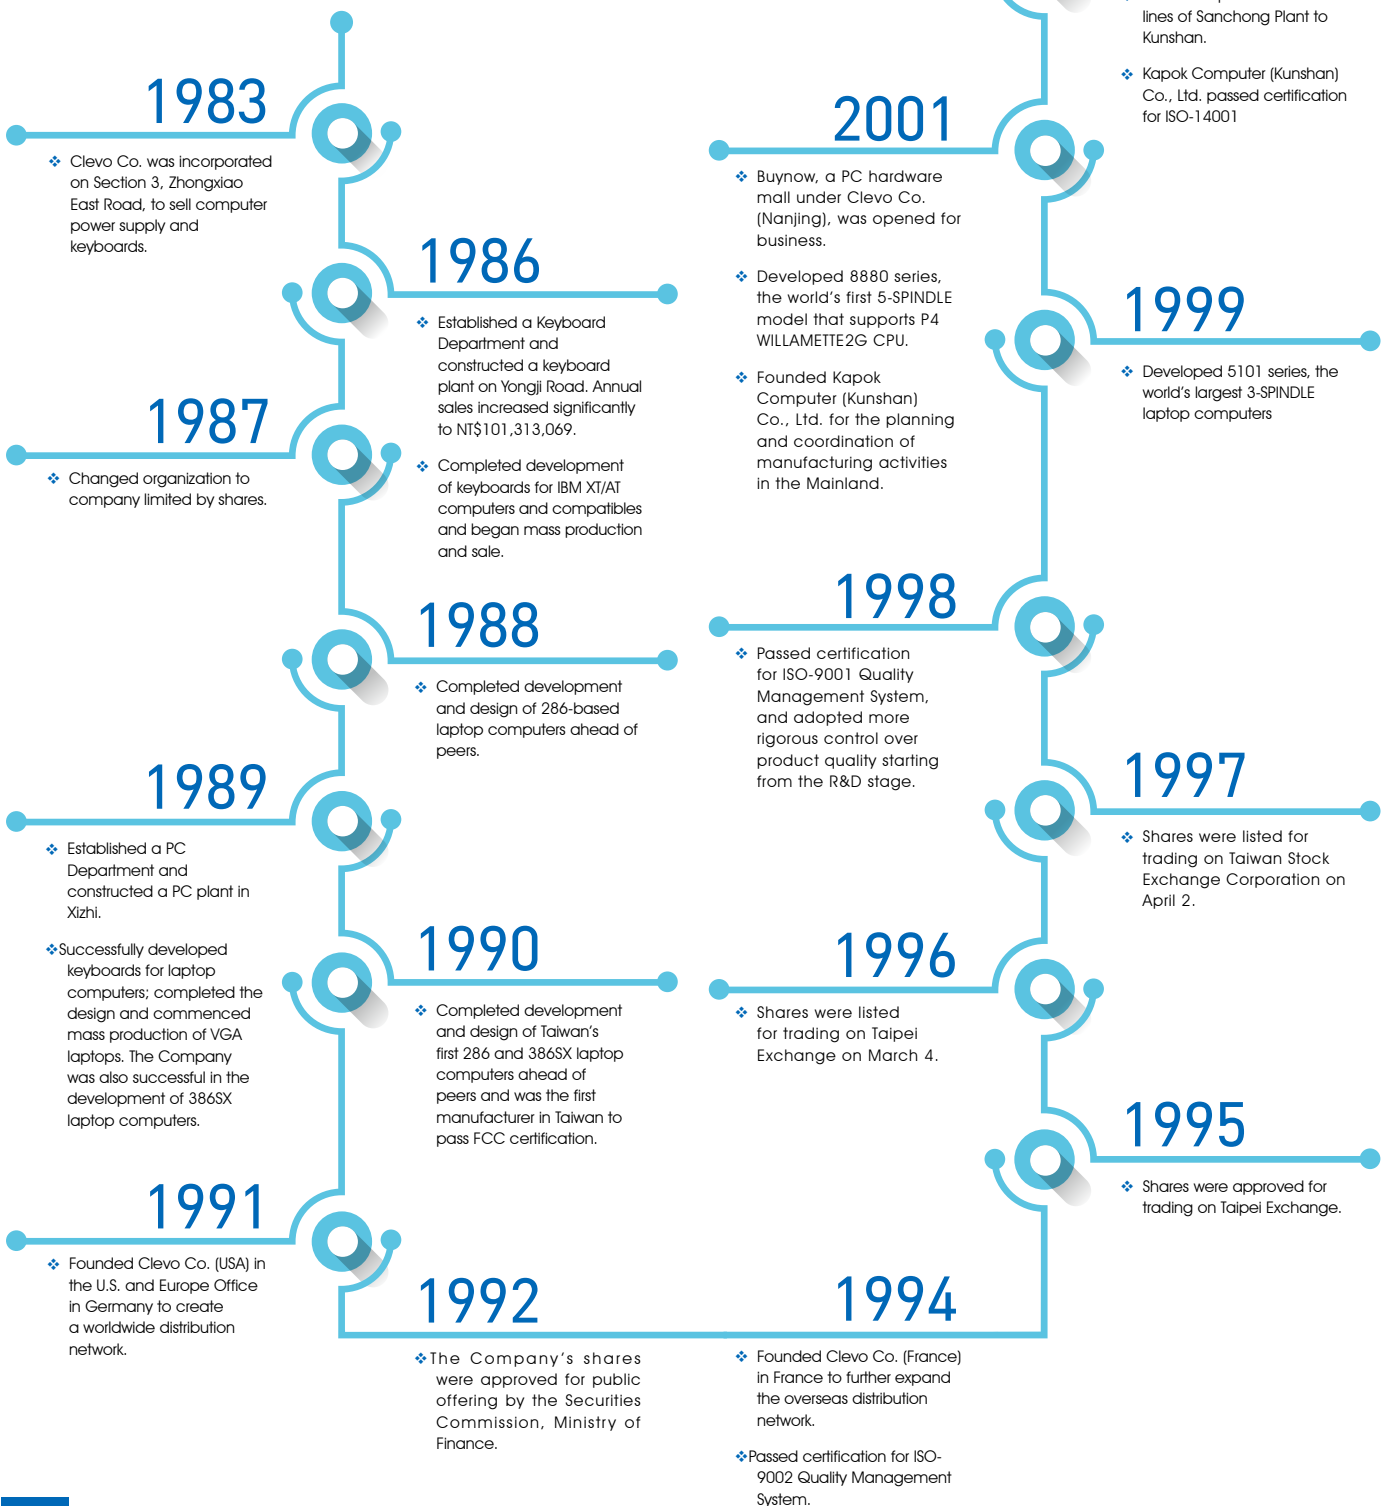 1983
❖ Clevo Co. was incorporated
on Section 3, Zhongxiao
East Road, to sell computer
power supply and
keyboards.
1986
❖ Established a Keyboard
Department and
constructed a keyboard
plant on Yongji Road. Annual
sales increased significantly
to NT$101,313,069.
❖ Completed development
of keyboards for IBM XT/AT
computers and compatibles
and began mass production
and sale.
1987
❖ Changed organization to
company limited by shares.
1988
❖ Completed development
and design of 286-based
laptop computers ahead of
peers.
1989
❖ Established a PC
Department and
constructed a PC plant in
Xizhi.
❖Successfully developed
keyboards for laptop
computers; completed the
design and commenced
mass production of VGA
laptops. The Company
was also successful in the
development of 386SX
laptop computers.
1990
❖ Completed development
and design of Taiwan's
first 286 and 386SX laptop
computers ahead of
peers and was the first
manufacturer in Taiwan to
pass FCC certification.
1991
❖ Founded Clevo Co. (USA) in
the U.S. and Europe Office
in Germany to create
a worldwide distribution
network.
1992
❖The Company's shares
were approved for public
offering by the Securities
Commission, Ministry of
Finance.
1994
❖ Founded Clevo Co. (France)
in France to further expand
the overseas distribution
network.
❖Passed certification for ISO-
9002 Quality Management
System.
1995
❖ Shares were approved for
trading on Taipei Exchange.
1996
❖ Shares were listed
for trading on Taipei
Exchange on March 4.
1997
❖ Shares were listed for
trading on Taiwan Stock
Exchange Corporation on
April 2.
1998
❖ Passed certification
for ISO-9001 Quality
Management System,
and adopted more
rigorous control over
product quality starting
from the R&D stage.
1999
❖ Developed 5101 series, the
world's largest 3-SPINDLE
laptop computers
2001
❖ Buynow, a PC hardware
mall under Clevo Co.
(Nanjing), was opened for
business.
❖ Developed 8880 series,
the world's first 5-SPINDLE
model that supports P4
WILLAMETTE2G CPU.
❖ Founded Kapok
Computer (Kunshan)
Co., Ltd. for the planning
and coordination of
manufacturing activities
in the Mainland.
lines of Sanchong Plant to
Kunshan.
❖ Kapok Computer (Kunshan)
Co., Ltd. passed certification
for ISO-14001